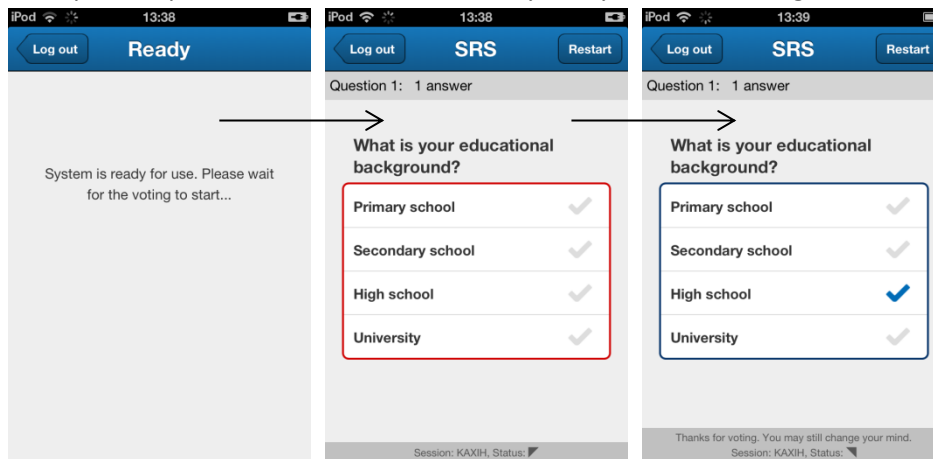 iPod 13:38
Log out Ready
System is ready for use. Please wait
for the voting to start...
iPod 13:38
Log out SRS Restart
Question 1: 1 answer
What is your educational
background?
Primary school
Secondary school
High school
University
Session: KAXIH, Status:
iPod 13:39
Log out SRS Restart
Question 1: 1 answer
What is your educational
background?
Primary school
Secondary school
High school
University
Thanks for voting. You may still change your mind.
Session: KAXIH, Status: